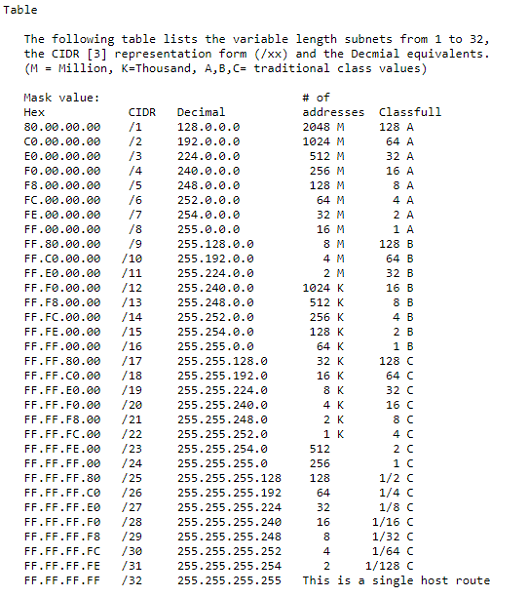 Table
The following table lists the variable length subnets from 1 to 32,
the CIDR [3] representation form (/xx) and the Decmial equivalents.
(M = Million, K=Thousand, A,B,C= traditional class values)
Mask value: # of
Hex CIDR Decimal addresses Classfull
80.00.00.00 /1 128.0.0.0 2048 M 128 A
C0.00.00.00 /2 192.0.0.0 1024 M 64 A
E0.00.00.00 /3 224.0.0.0 512 M 32 A
F0.00.00.00 /4 240.0.0.0 256 M 16 A
F8.00.00.00 /5 248.0.0.0 128 M 8 A
FC.00.00.00 /6 252.0.0.0 64 M 4 A
FE.00.00.00 /7 254.0.0.0 32 M 2 A
FF.00.00.00 /8 255.0.0.0 16 M 1 A
FF.80.00.00 /9 255.128.0.0 8 M 128 B
FF.C0.00.00 /10 255.192.0.0 4 M 64 B
FF.E0.00.00 /11 255.224.0.0 2 M 32 B
FF.F0.00.00 /12 255.240.0.0 1024 K 16 B
FF.F8.00.00 /13 255.248.0.0 512 K 8 B
FF.FC.00.00 /14 255.252.0.0 256 K 4 B
FF.FE.00.00 /15 255.254.0.0 128 K 2 B
FF.FF.00.00 /16 255.255.0.0 64 K 1 B
FF.FF.80.00 /17 255.255.128.0 32 K 128 C
FF.FF.C0.00 /18 255.255.192.0 16 K 64 C
FF.FF.E0.00 /19 255.255.224.0 8 K 32 C
FF.FF.F0.00 /20 255.255.240.0 4 K 16 C
FF.FF.F8.00 /21 255.255.248.0 2 K 8 C
FF.FF.FC.00 /22 255.255.252.0 1 K 4 C
FF.FF.FE.00 /23 255.255.254.0 512 2 C
FF.FF.FF.00 /24 255.255.255.0 256 1 C
FF.FF.FF.80 /25 255.255.255.128 128 1/2 C
FF.FF.FF.C0 /26 255.255.255.192 64 1/4 C
FF.FF.FF.E0 /27 255.255.255.224 32 1/8 C
FF.FF.FF.F0 /28 255.255.255.240 16 1/16 C
FF.FF.FF.F8 /29 255.255.255.248 8 1/32 C
FF.FF.FF.FC /30 255.255.255.252 4 1/64 C
FF.FF.FF.FE /31 255.255.255.254 2 1/128 C
FF.FF.FF.FF /32 255.255.255.255 This is a single host route